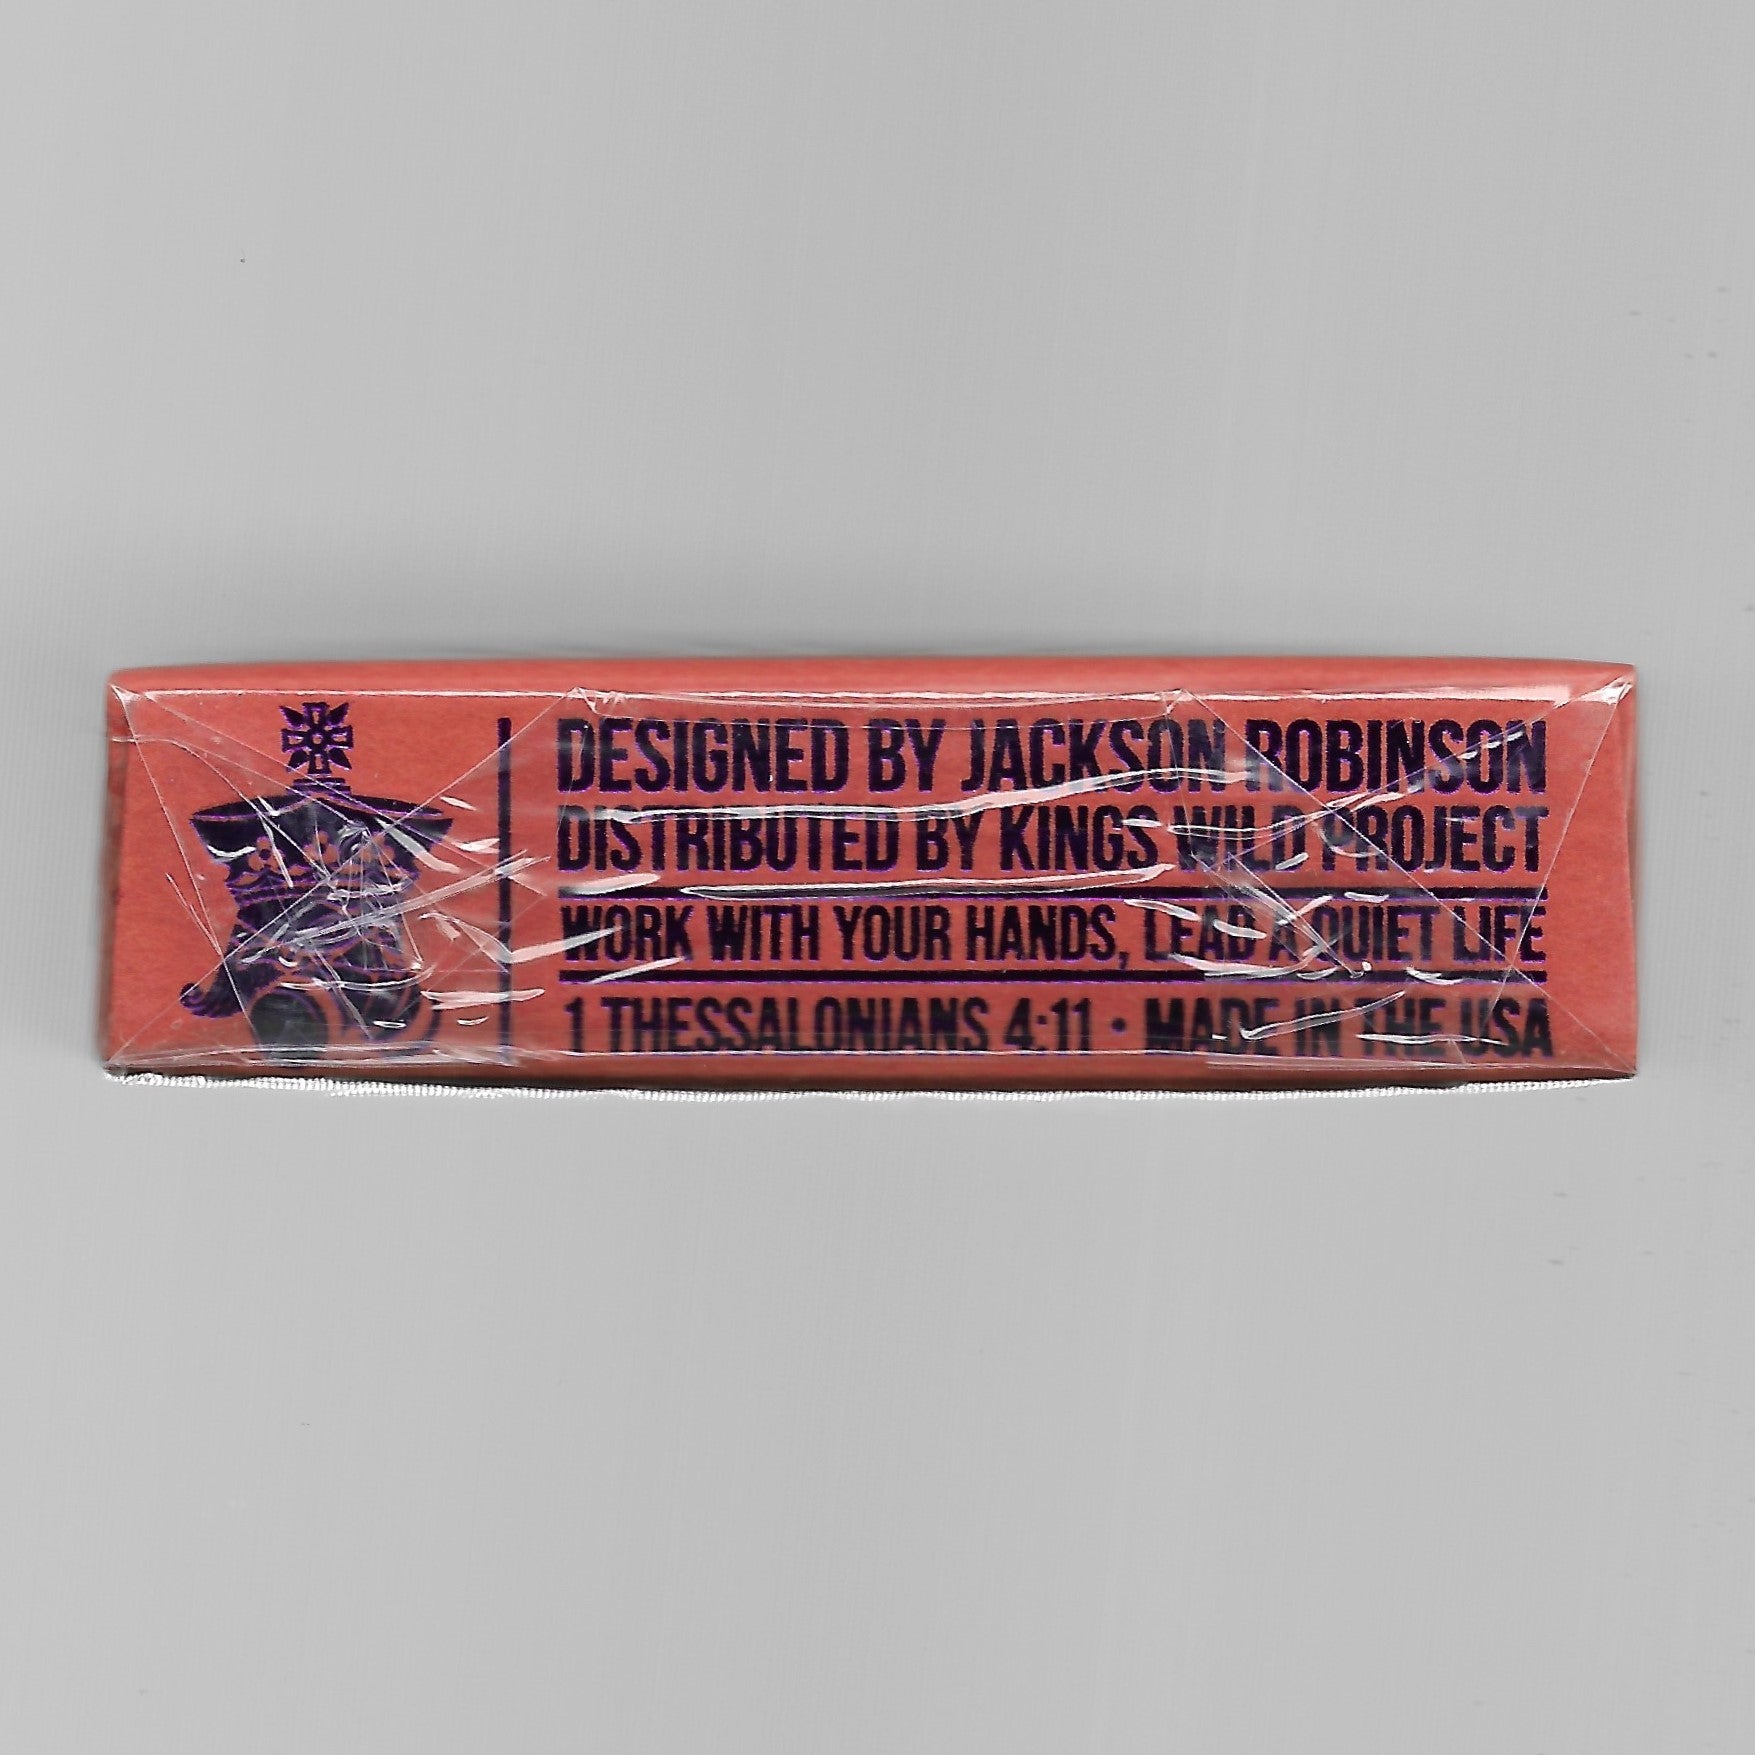 DESIGNED BY JACKSON ROBINSON
DISTRIBUTED BY KINGS WILD PROJECT
WORK WITH YOUR HANDS, LEAD A QUIET LIFE
1 THESSALONIANS 4:11 • MADE IN THE USA